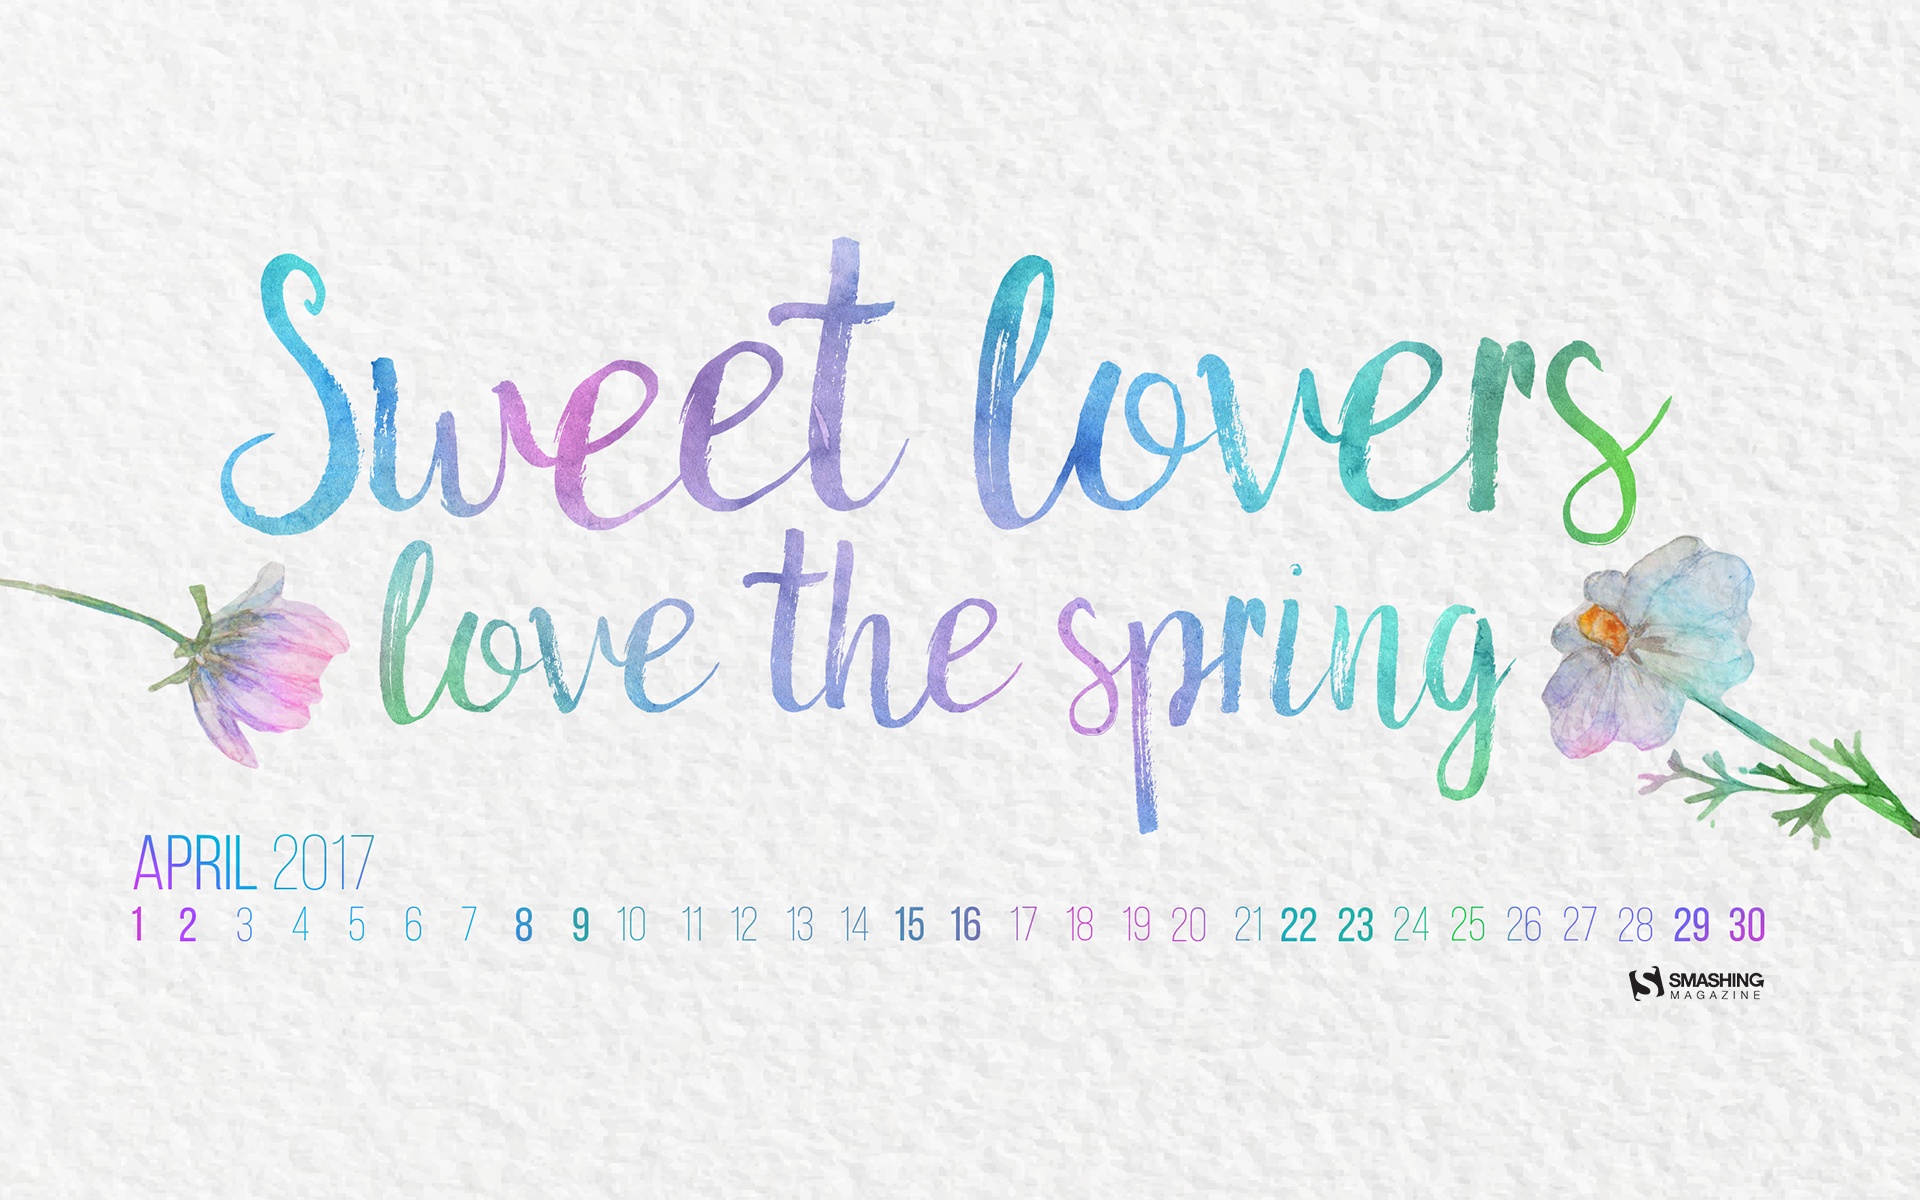 Sweet lovers
love the spring
APRIL 2017
1 2 3 4 5 6 7 8 9 10 11 12 13 14 15 16 17 18 19 20 21 22 23 24 25 26 27 28 29 30
SMASHING
MAGAZINE